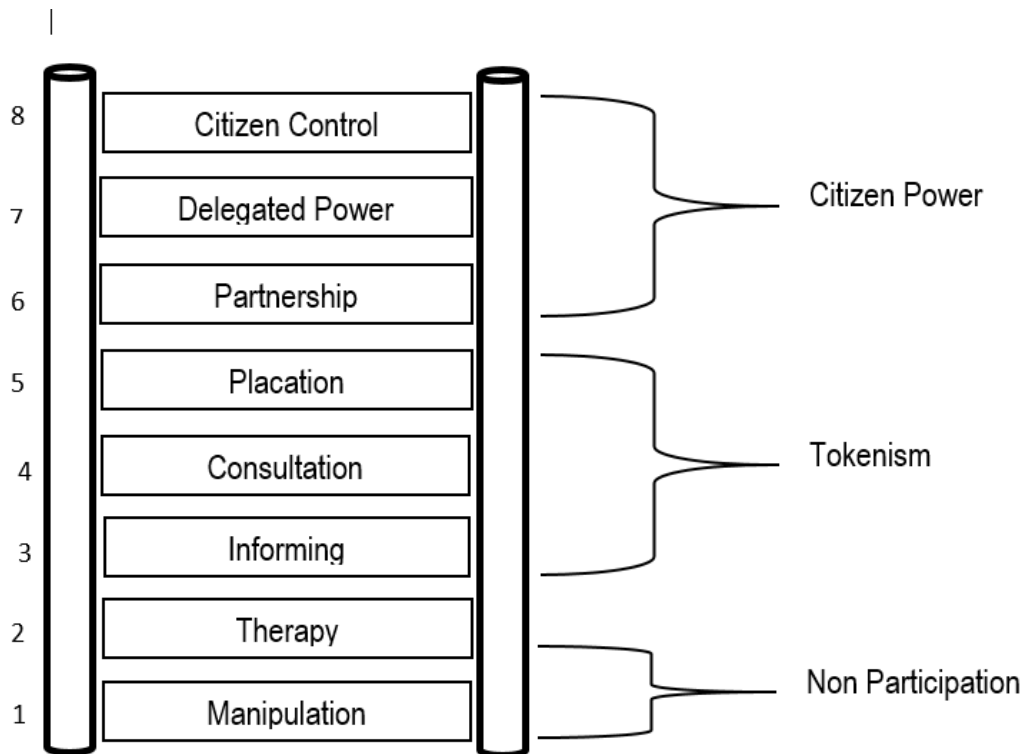 8 Citizen Control
7 Delegated Power
Citizen Power
6 Partnership
5 Placation
4 Consultation
Tokenism
3 Informing
2 Therapy
Non Participation
1 Manipulation